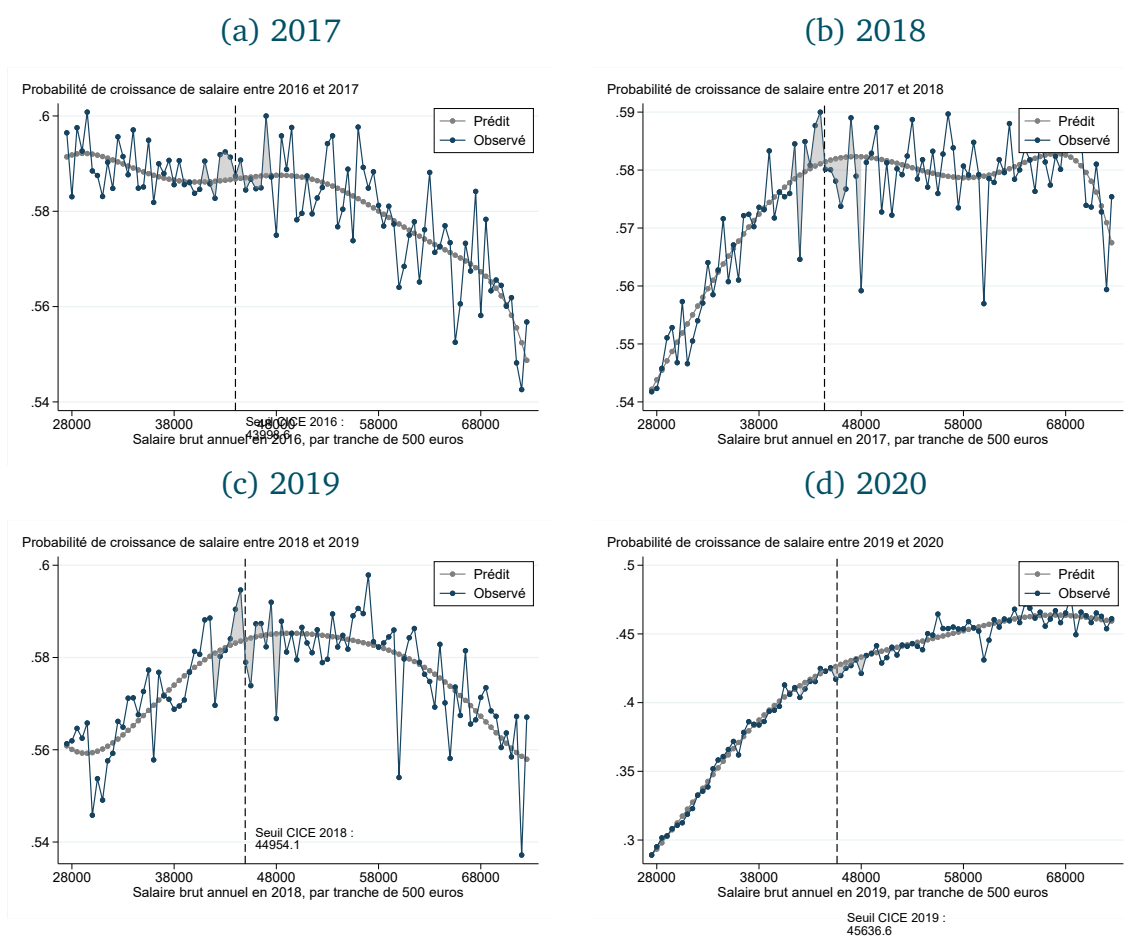 (a) 2017
Probabilité de croissance de salaire entre 2016 et 2017
Prédit
Observé
.6
.58
.56
.54
28000 38000 48000 58000 68000
Seuil CICE 2016 :
43998.6
Salaire brut annuel en 2016, par tranche de 500 euros
(b) 2018
Probabilité de croissance de salaire entre 2017 et 2018
Prédit
Observé
.59
.58
.57
.56
.55
.54
28000 38000 48000 58000 68000
Salaire brut annuel en 2017, par tranche de 500 euros
(c) 2019
Probabilité de croissance de salaire entre 2018 et 2019
Prédit
Observé
.6
.58
.56
.54
Seuil CICE 2018 :
44954.1
28000 38000 48000 58000 68000
Salaire brut annuel en 2018, par tranche de 500 euros
(d) 2020
Probabilité de croissance de salaire entre 2019 et 2020
Prédit
Observé
.5
.45
.4
.35
.3
28000 38000 48000 58000 68000
Salaire brut annuel en 2019, par tranche de 500 euros
Seuil CICE 2019 :
45636.6